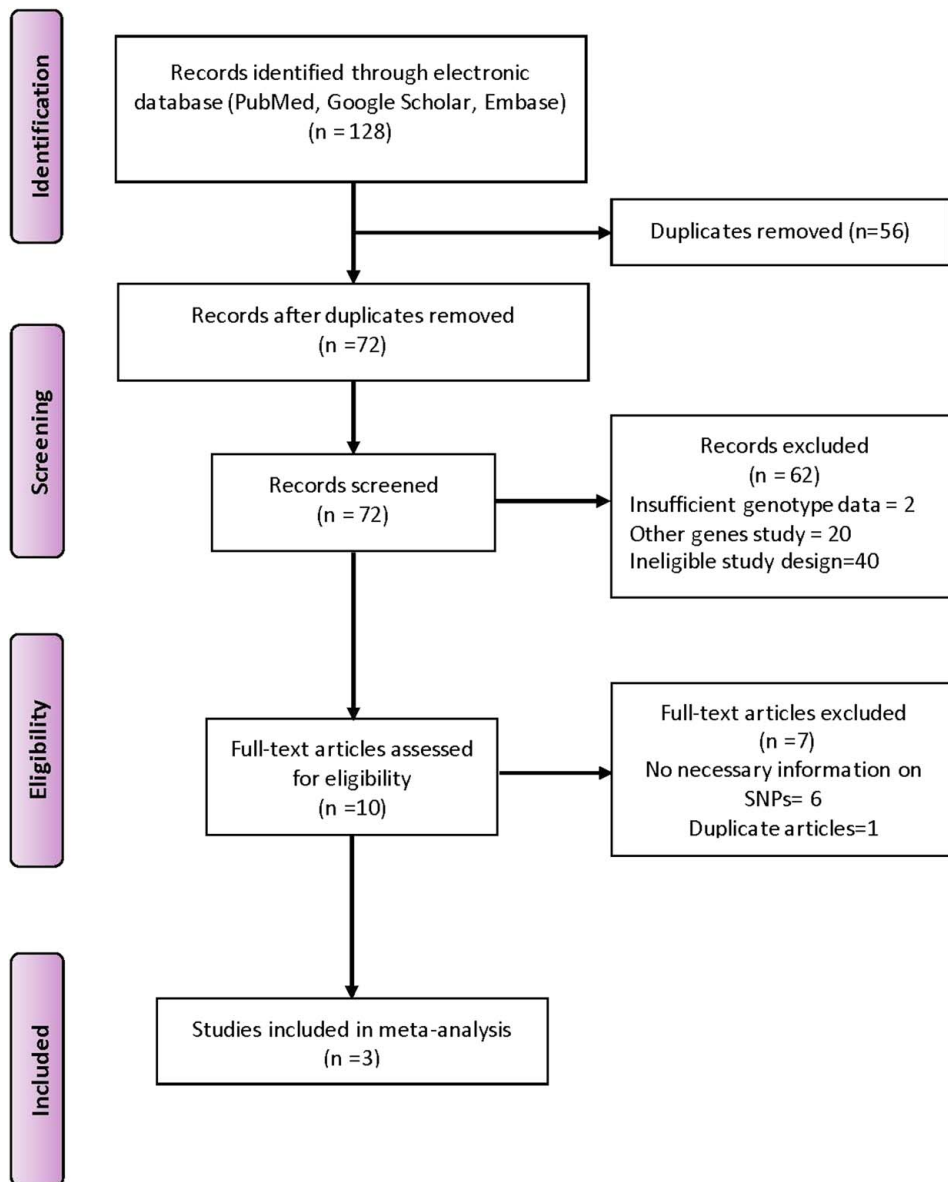 Identification
Records identified through electronic
database (PubMed, Google Scholar, Embase)
(n = 128)
Duplicates removed (n=56)
Records after duplicates removed
(n =72)
Screening
Records screened
(n = 72)
Records excluded
(n = 62)
Insufficient genotype data = 2
Other genes study = 20
Ineligible study design=40
Eligibility
Full-text articles assessed
for eligibility
(n =10)
Full-text articles excluded
(n =7)
No necessary information on
SNPs= 6
Duplicate articles=1
Included
Studies included in meta-analysis
(n =3)